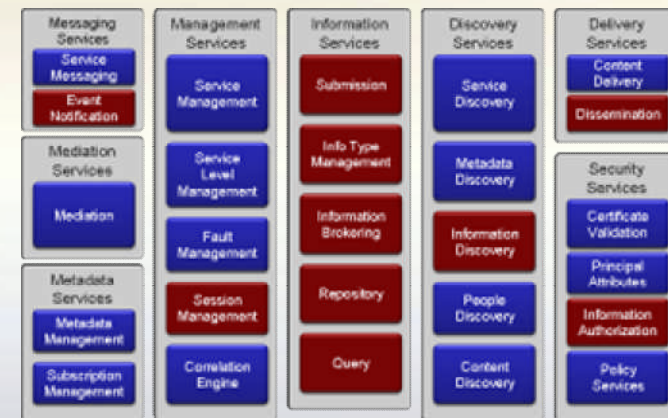 Messaging
Services
Service
Messaging
Event
Notification
Mediation
Services
Mediation
Metadata
Services
Metadata
Management
Subscription
Management
Management
Services
Service
Management
Service
Level
Management
Fault
Management
Session
Management
Correlation
Engine
Information
Services
Submission
Info Type
Management
Information
Brokering
Repository
Query
Discovery
Services
Service
Discovery
Metadata
Discovery
Information
Discovery
People
Discovery
Content
Discovery
Delivery
Services
Content
Delivery
Dissemination
Security
Services
Certificate
Validation
Principal
Attributes
Information
Authorization
Policy
Services